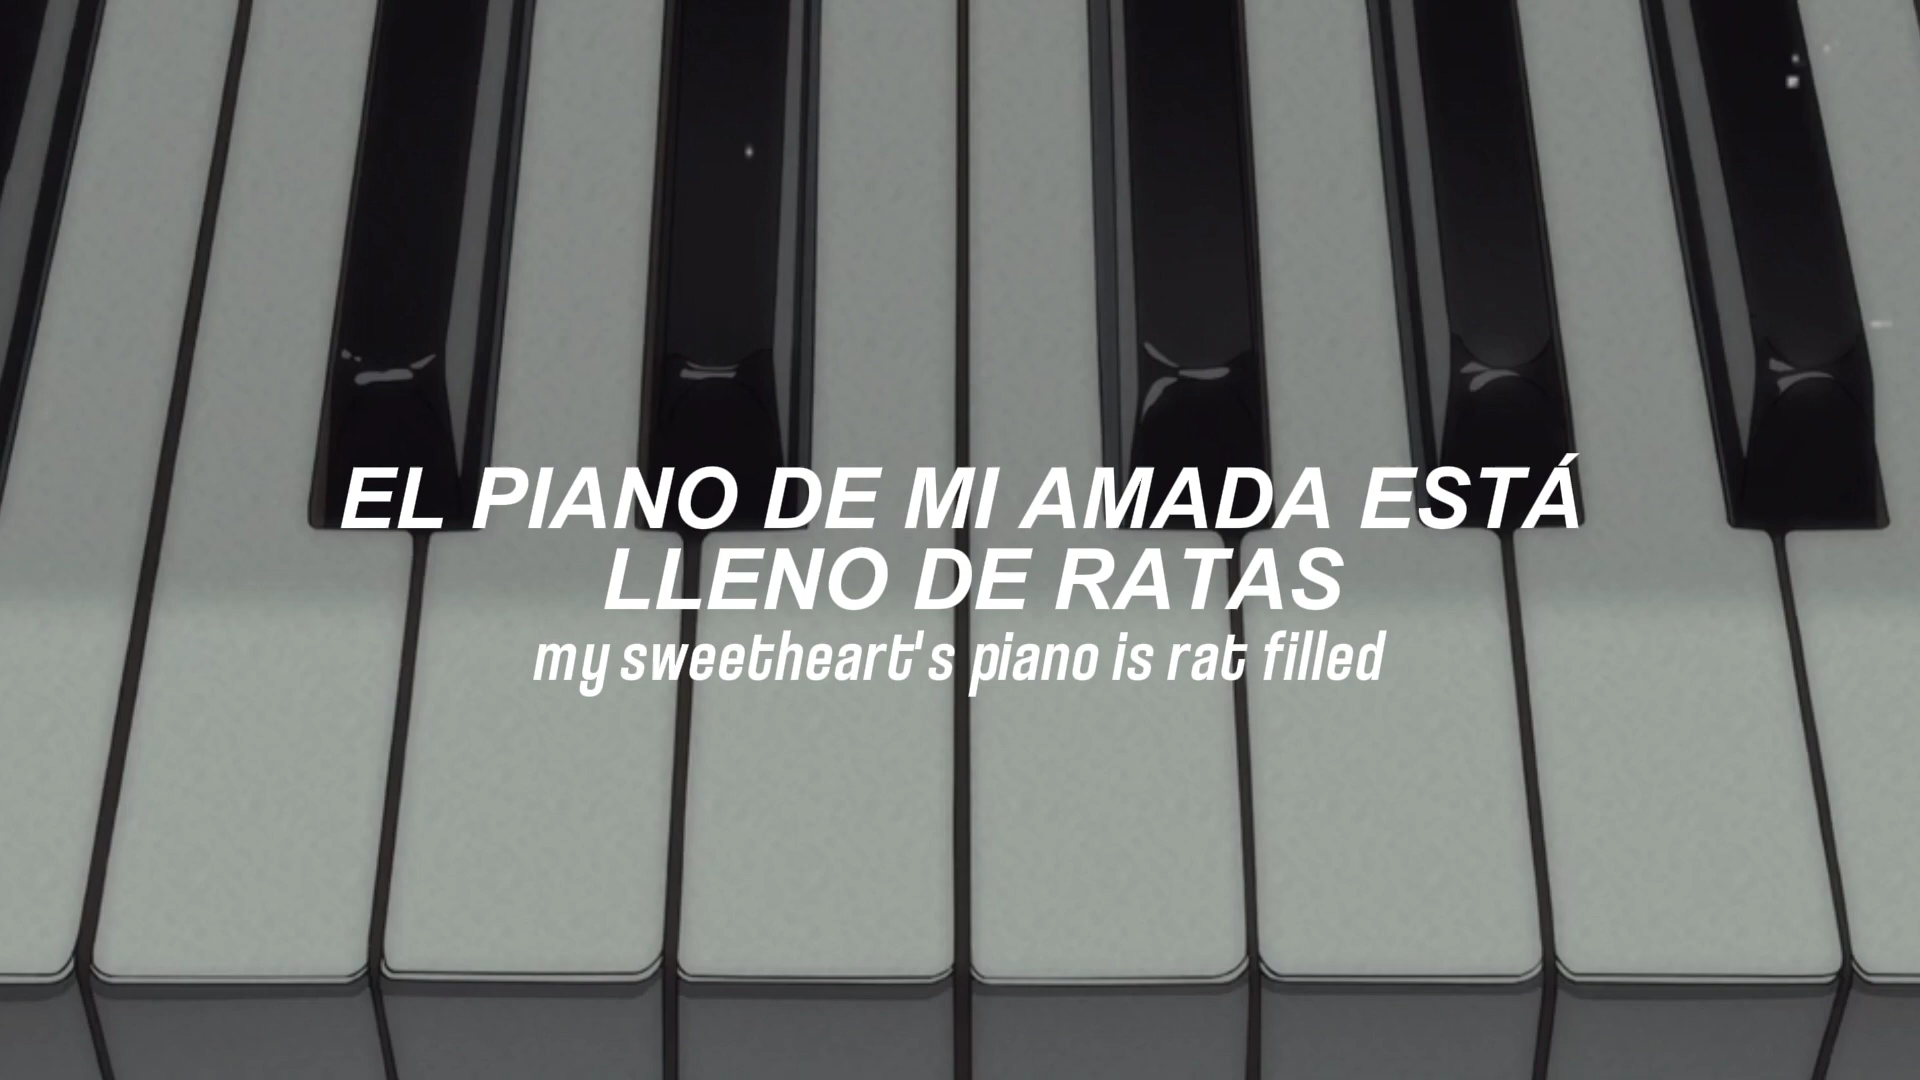 EL PIANO DE MI AMADA ESTÁ
LLENO DE RATAS
my sweetheart's piano is rat filled